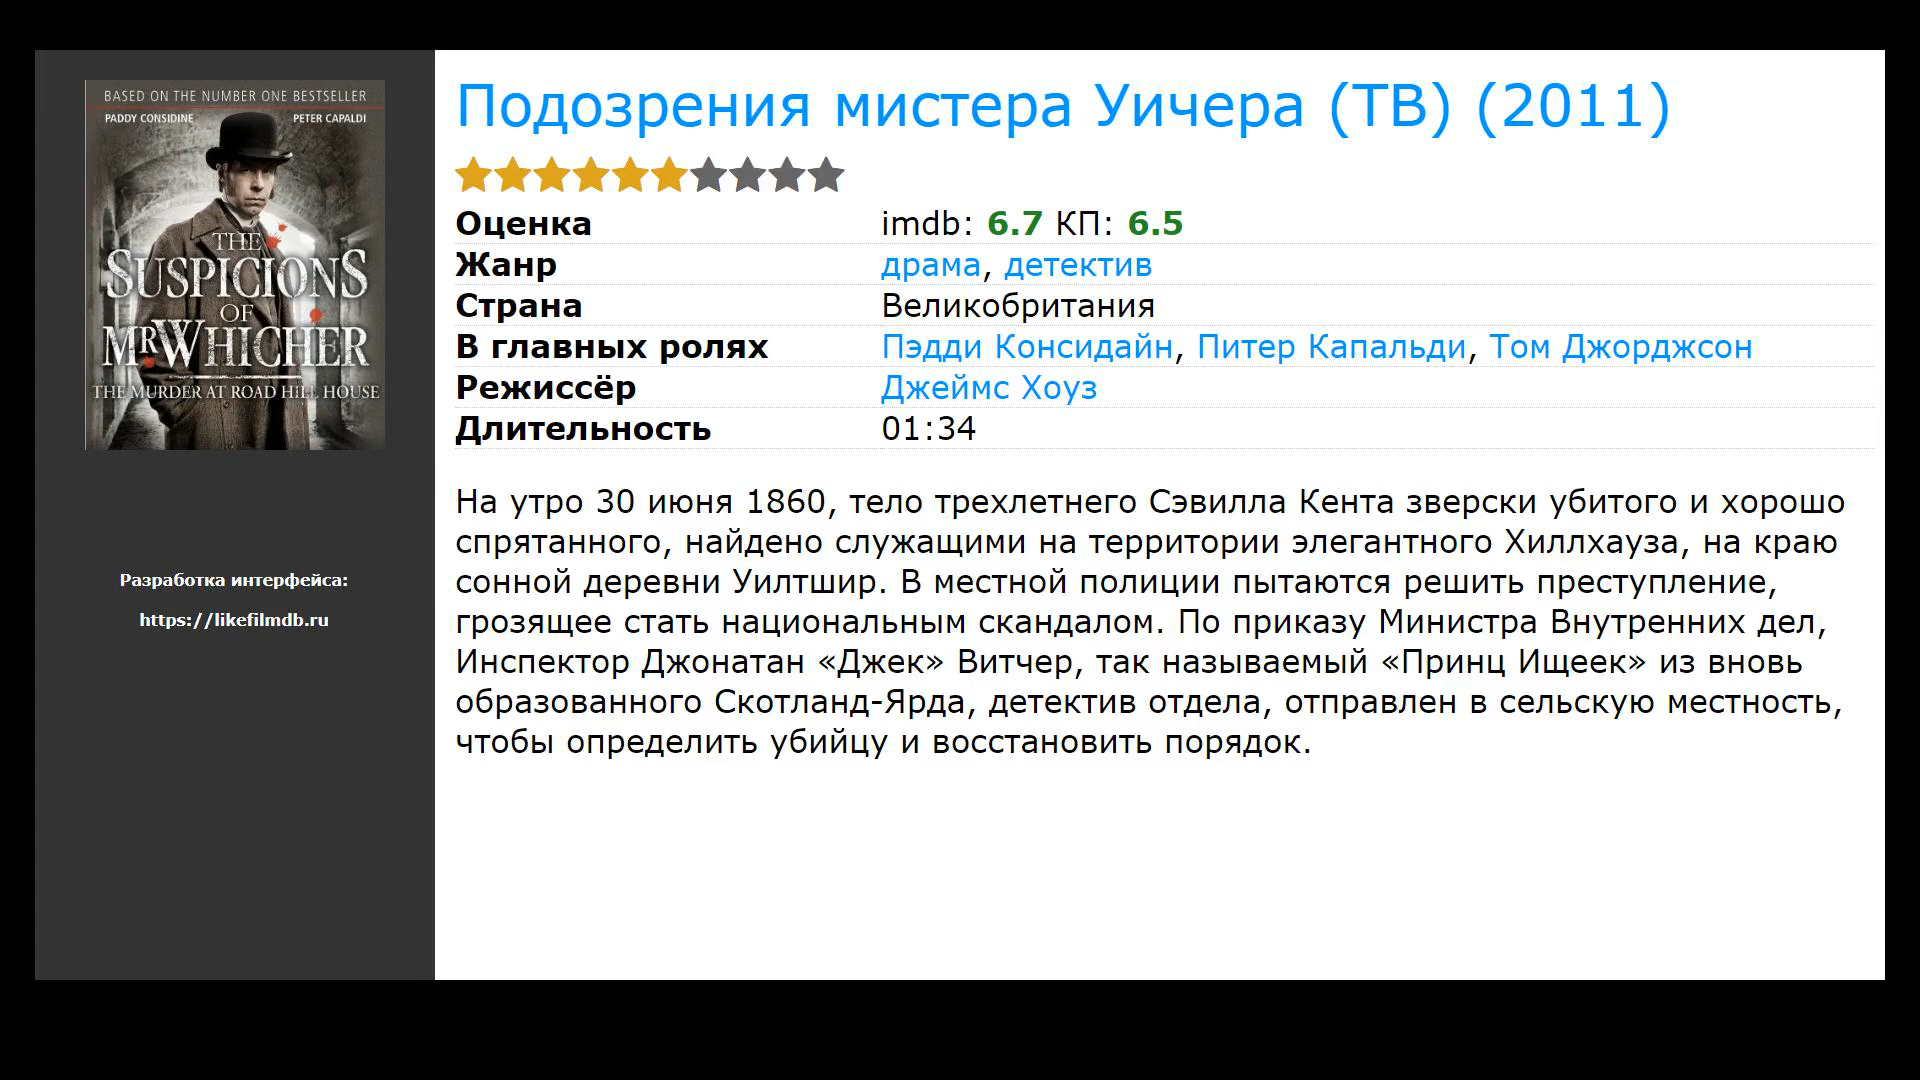 BASED ON THE NUMBER ONE BESTSELLER
PADDY CONSIDINE PETER CAPALDI
THE
SUSPICIONS
OF
MR WHICHER
THE MURDER AT ROAD HILL HOUSE
Разработка интерфейса:
https://likefilmdb.ru
Подозрения мистера Уичера (ТВ) (2011)
Оценка imdb: 6.7 КП: 6.5
Жанр драма, детектив
Страна Великобритания
В главных ролях Пэдди Консидайн, Питер Капальди, Том Джорджсон
Режиссёр Джеймс Хоуз
Длительность 01:34
На утро 30 июня 1860, тело трехлетнего Сэвилла Кента зверски убитого и хорошо
спрятанного, найдено служащими на территории элегантного Хиллхауза, на краю
сонной деревни Уилтшир. В местной полиции пытаются решить преступление,
грозящее стать национальным скандалом. По приказу Министра Внутренних дел,
Инспектор Джонатан «Джек» Витчер, так называемый «Принц Ищеек» из вновь
образованного Скотланд-Ярда, детектив отдела, отправлен в сельскую местность,
чтобы определить убийцу и восстановить порядок.